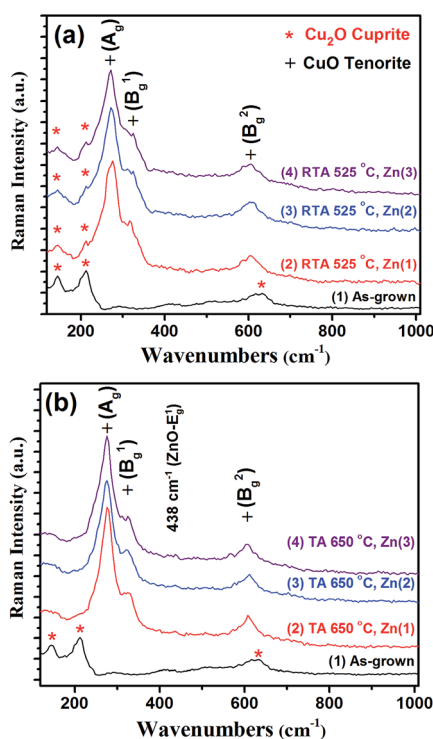 (a)
+ (Ag)
* Cu2O Cuprite
+ CuO Tenorite
+ (Bg1)
+ (Bg2)
* *
* *
* *
* *
*
(4) RTA 525 °C, Zn(3)
(3) RTA 525 °C, Zn(2)
(2) RTA 525 °C, Zn(1)
(1) As-grown
Raman Intensity (a.u.)
200 400 600 800 1000
Wavenumbers (cm-1)
(b)
+ (Ag)
+ (Bg1)
438 cm-1 (ZnO-Eg1)
+ (Bg2)
(4) TA 650 °C, Zn(3)
(3) TA 650 °C, Zn(2)
(2) TA 650 °C, Zn(1)
* *
*
(1) As-grown
Raman Intensity (a.u.)
200 400 600 800 1000
Wavenumbers (cm-1)